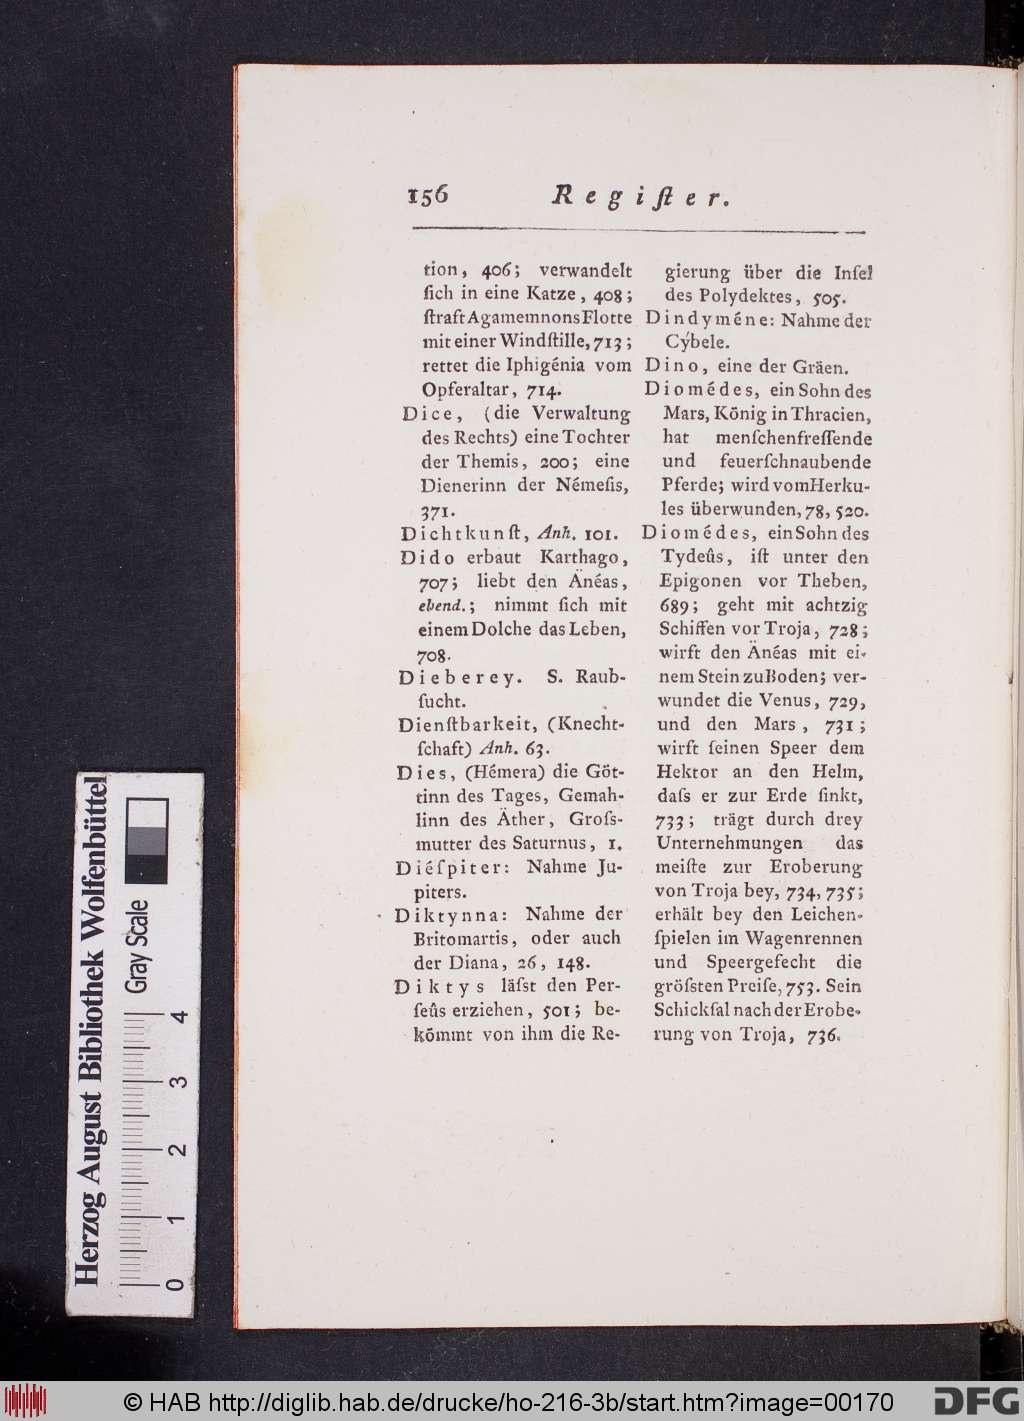 156 Regiſter.
tion, 406; verwandelt
ſich in eine Katze, 408;
ſtraft Agamemnons Flotte
mit einer Windſtille, 713;
rettet die Iphigénia vom
Opferaltar, 714.
Dice, (die Verwaltung
des Rechts) eine Tochter
der Themis, 200; eine
Dienerinn der Némeſis,
371.
Dichtkunſt, Anh. 101.
Dido erbaut Karthago,
707; liebt den Änéas,
ebend.; nimmt ſich mit
einem Dolche das Leben,
708.
Dieberey. S. Raub-
ſucht.
Dienſtbarkeit, (Knecht-
ſchaft) Anh. 63.
Dies, (Hémera) die Göt-
tinn des Tages, Gemah-
linn des Äther, Groſs-
mutter des Saturnus, 1.
Diéſpiter: Nahme Ju-
piters.
Diktynna: Nahme der
Britomartis, oder auch
der Diana, 26, 148.
Diktys läſst den Per-
ſeûs erziehen, 501; be-
kömmt von ihm die Re-
gierung über die Inſel
des Polydektes, 505.
Dindyméne: Nahme der
Cýbele.
Dino, eine der Gräen.
Diomédes, ein Sohn des
Mars, König in Thracien,
hat menſchenfreſſende
und feuerſchnaubende
Pferde; wird vom Herku-
les überwunden, 78, 520.
Diomédes, ein Sohn des
Tydeûs, iſt unter den
Epigonen vor Theben,
689; geht mit achtzig
Schiffen vor Troja, 728;
wirft den Änéas mit ei-
nem Stein zu Boden; ver-
wundet die Venus, 729,
und den Mars, 731;
wirft ſeinen Speer dem
Hektor an den Helm,
daſs er zur Erde ſinkt,
733; trägt durch drey
Unternehmungen das
meiſte zur Eroberung
von Troja bey, 734, 735;
erhält bey den Leichen-
ſpielen im Wagenrennen
und Speergefecht die
gröſsten Preiſe, 753. Sein
Schickſal nach der Erobe-
rung von Troja, 736.
Herzog August Bibliothek Wolfenbüttel
Gray Scale
0 1 2 3 4
© HAB http://diglib.hab.de/drucke/ho-216-3b/start.htm?image=00170
DFG